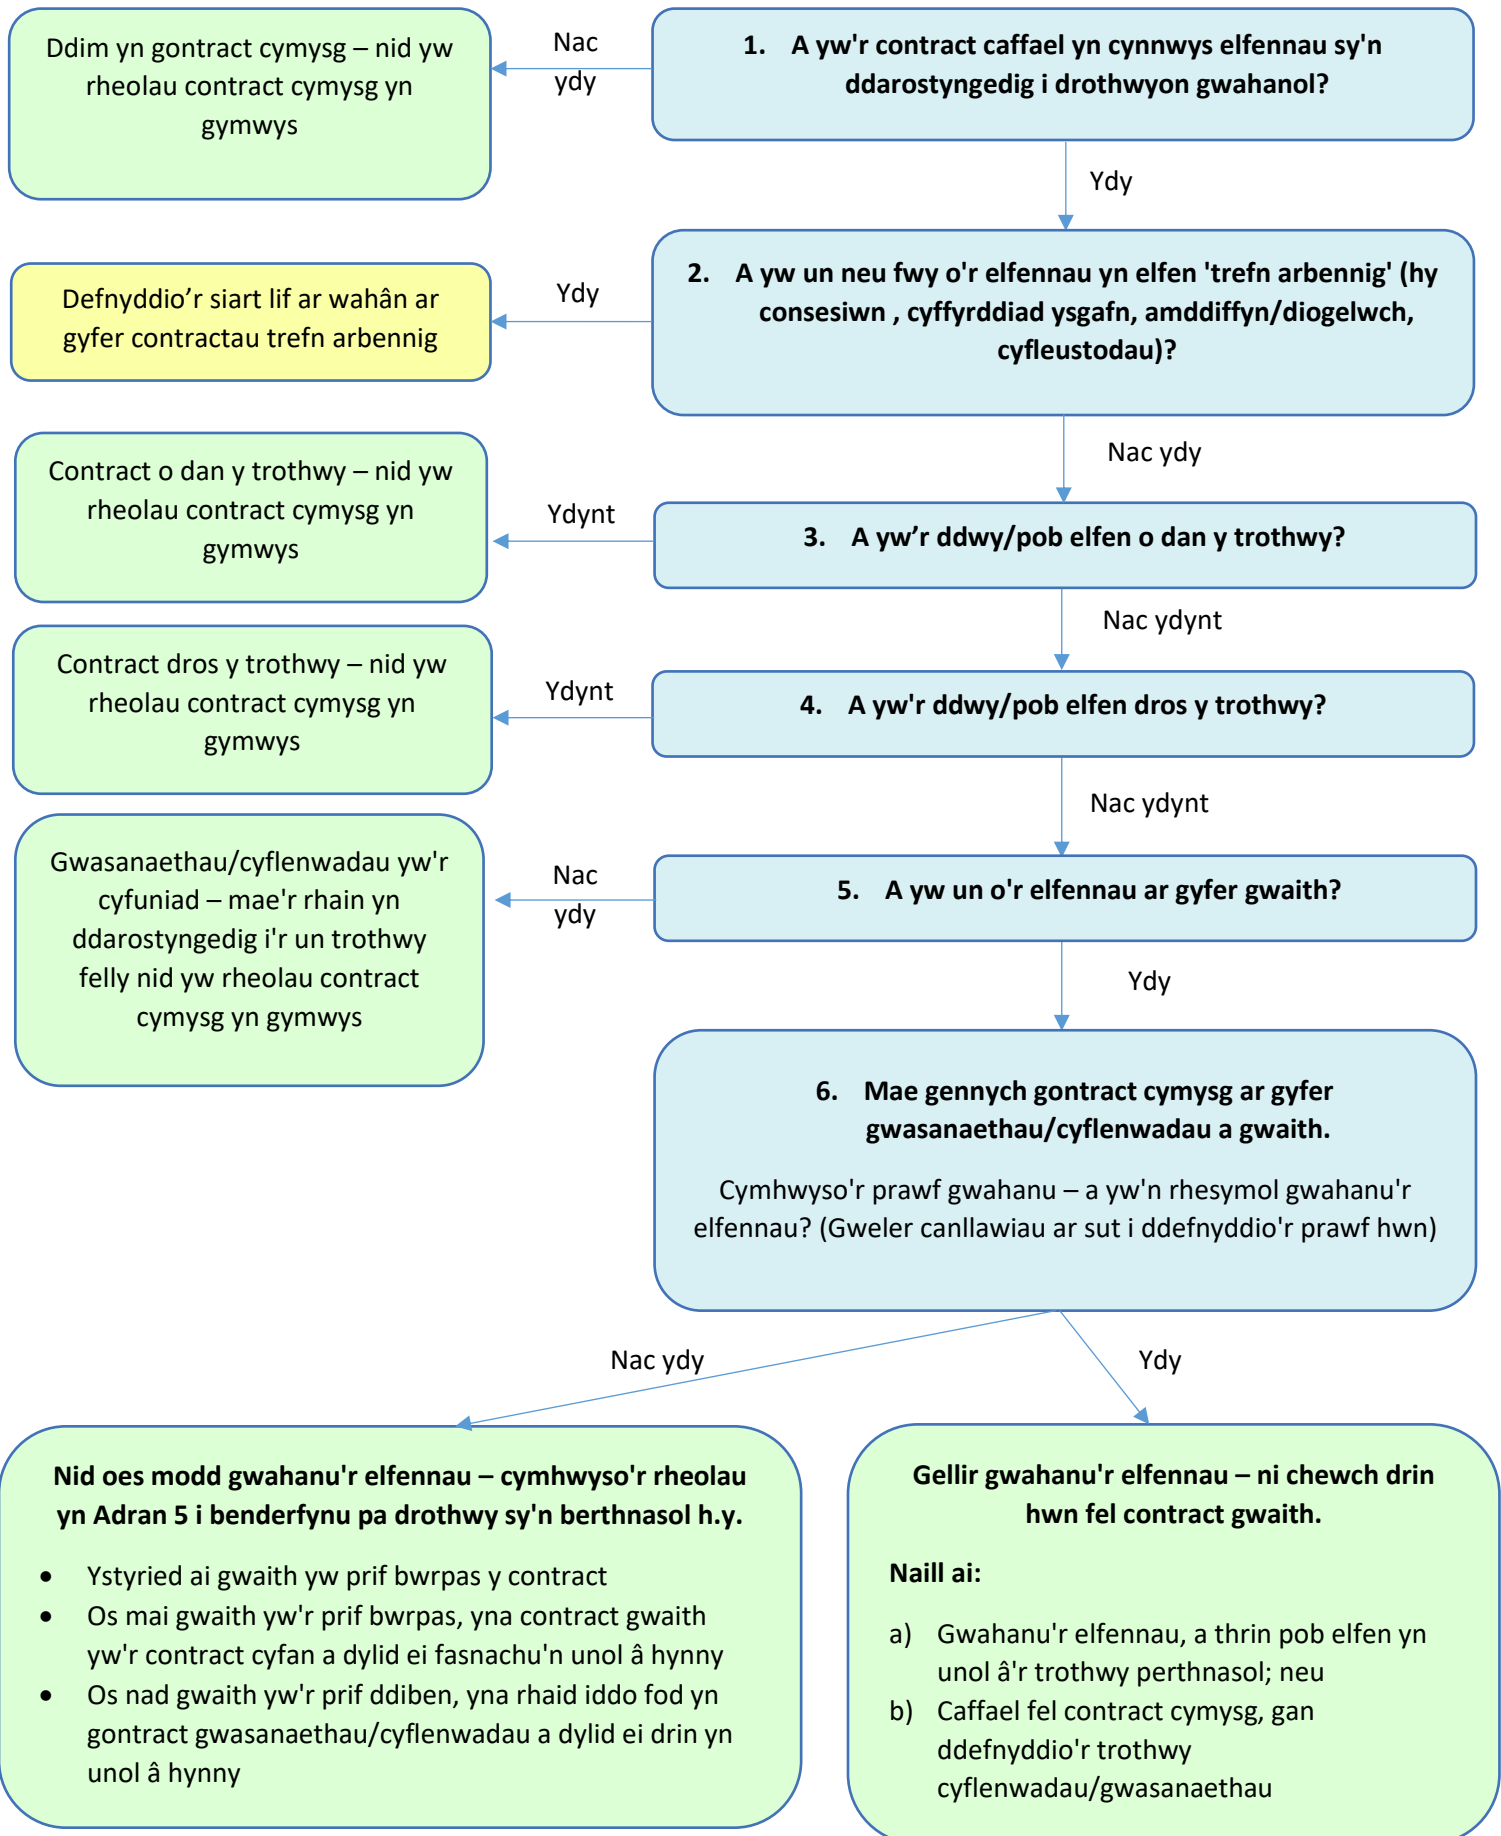 Ddim yn gontract cymysg – nid yw
rheolau contract cymysg yn
gymwys
Nac
ydy
1. A yw'r contract caffael yn cynnwys elfennau sy'n
ddarostyngedig i drothwyon gwahanol?
Ydy
Defnyddio’r siart lif ar wahân ar
gyfer contractau trefn arbennig
Ydy
2. A yw un neu fwy o'r elfennau yn elfen 'trefn arbennig' (hy
consesiwn , cyffyrddiad ysgafn, amddiffyn/diogelwch,
cyfleustodau)?
Nac ydy
Contract o dan y trothwy – nid yw
rheolau contract cymysg yn
gymwys
Ydynt
3. A yw’r ddwy/pob elfen o dan y trothwy?
Nac ydynt
Contract dros y trothwy – nid yw
rheolau contract cymysg yn
gymwys
Ydynt
4. A yw'r ddwy/pob elfen dros y trothwy?
Nac ydynt
Gwasanaethau/cyflenwadau yw'r
cyfuniad – mae'r rhain yn
ddarostyngedig i'r un trothwy
felly nid yw rheolau contract
cymysg yn gymwys
Nac
ydy
5. A yw un o'r elfennau ar gyfer gwaith?
Ydy
6. Mae gennych gontract cymysg ar gyfer
gwasanaethau/cyflenwadau a gwaith.
Cymhwyso'r prawf gwahanu – a yw'n rhesymol gwahanu'r
elfennau? (Gweler canllawiau ar sut i ddefnyddio'r prawf hwn)
Nac ydy
Ydy
Nid oes modd gwahanu'r elfennau – cymhwyso'r rheolau
yn Adran 5 i benderfynu pa drothwy sy'n berthnasol h.y.
• Ystyried ai gwaith yw prif bwrpas y contract
• Os mai gwaith yw'r prif bwrpas, yna contract gwaith
yw'r contract cyfan a dylid ei fasnachu'n unol â hynny
• Os nad gwaith yw'r prif ddiben, yna rhaid iddo fod yn
gontract gwasanaethau/cyflenwadau a dylid ei drin yn
unol â hynny
Gellir gwahanu'r elfennau – ni chewch drin
hwn fel contract gwaith.
Naill ai:
a) Gwahanu'r elfennau, a thrin pob elfen yn
unol â'r trothwy perthnasol; neu
b) Caffael fel contract cymysg, gan
ddefnyddio'r trothwy
cyflenwadau/gwasanaethau